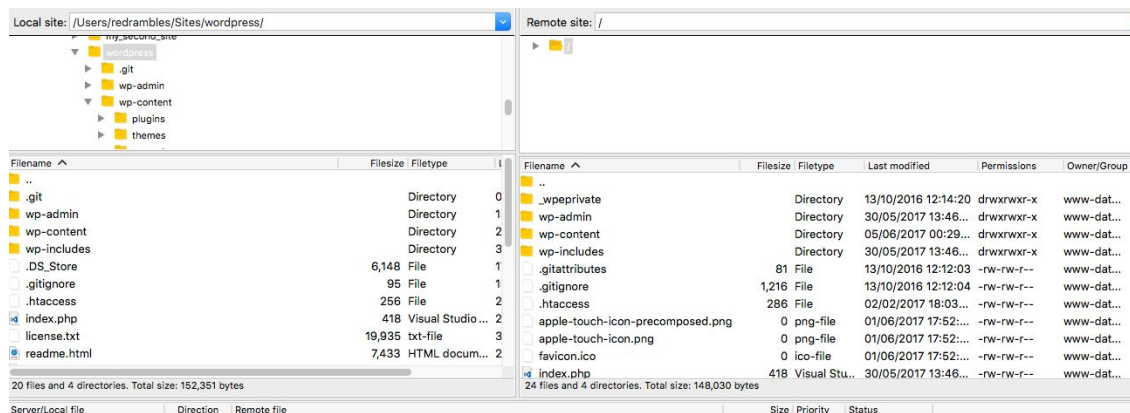 Local site: /Users/redrambles/Sites/wordpress/
my_second_site
wordpress
.git
wp-admin
wp-content
plugins
themes
Filename Filesize Filetype L
..
.git Directory 0
wp-admin Directory 1
wp-content Directory 2
wp-includes Directory 3
.DS_Store 6,148 File 1
.gitignore 95 File 1
.htaccess 256 File 2
index.php 418 Visual Studio ... 2
license.txt 19,935 txt-file 3
readme.html 7,433 HTML docum... 2
20 files and 4 directories. Total size: 152,351 bytes
Remote site: /
/
Filename Filesize Filetype Last modified Permissions Owner/Group
..
_wpeprivate Directory 13/10/2016 12:14:20 drwxrwxr-x www-dat...
wp-admin Directory 30/05/2017 13:46... drwxrwxr-x www-dat...
wp-content Directory 05/06/2017 00:29... drwxrwxr-x www-dat...
wp-includes Directory 30/05/2017 13:46... drwxrwxr-x www-dat...
.gitattributes 81 File 13/10/2016 12:12:03 -rw-rw-r-- www-dat...
.gitignore 1,216 File 13/10/2016 12:12:04 -rw-rw-r-- www-dat...
.htaccess 286 File 02/02/2017 18:03... -rw-rw-r-- www-dat...
apple-touch-icon-precomposed.png 0 png-file 01/06/2017 17:52:... -rw-rw-r-- www-dat...
apple-touch-icon.png 0 png-file 01/06/2017 17:52:... -rw-rw-r-- www-dat...
favicon.ico 0 ico-file 01/06/2017 17:52:... -rw-rw-r-- www-dat...
index.php 418 Visual Stu... 30/05/2017 13:46... -rw-rw-r-- www-dat...
24 files and 4 directories. Total size: 148,030 bytes
Server/Local file Direction Remote file Size Priority Status